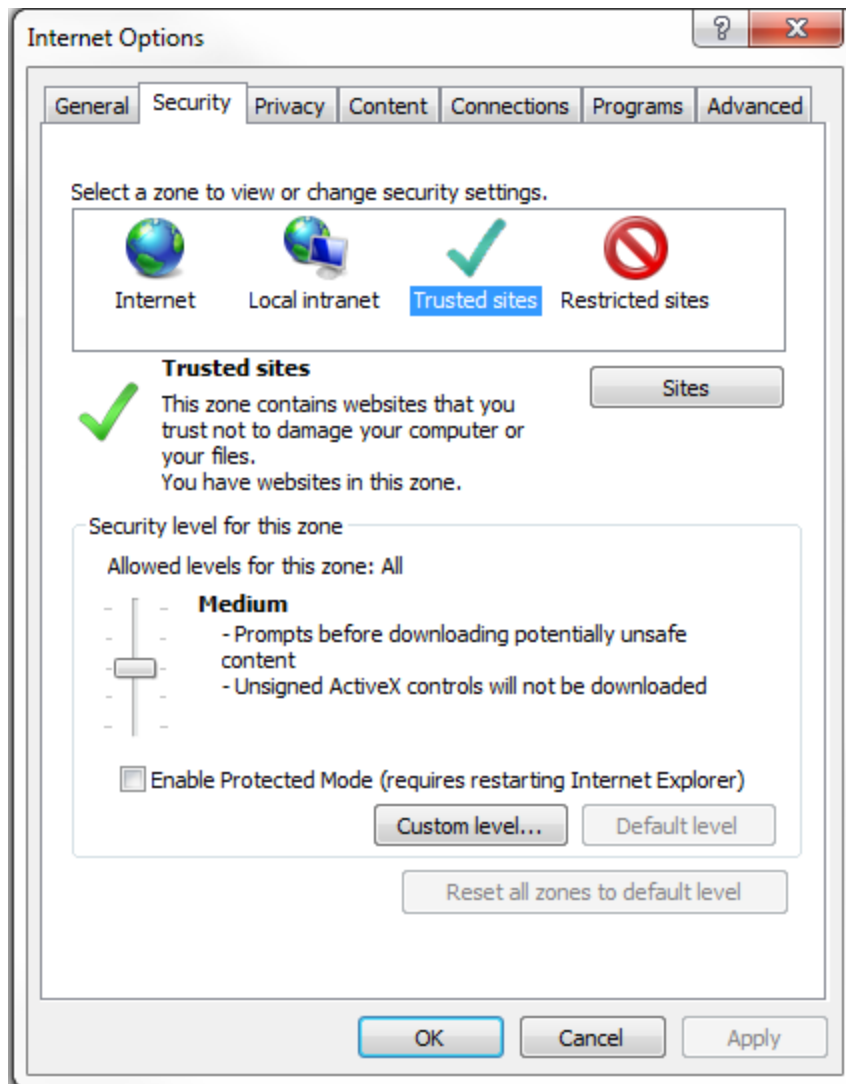 Internet Options
?
X
General Security Privacy Content Connections Programs Advanced
Select a zone to view or change security settings.
Internet Local intranet Trusted sites Restricted sites
Trusted sites
Sites
This zone contains websites that you
trust not to damage your computer or
your files.
You have websites in this zone.
Security level for this zone
Allowed levels for this zone: All
Medium
- Prompts before downloading potentially unsafe
content
- Unsigned ActiveX controls will not be downloaded
Enable Protected Mode (requires restarting Internet Explorer)
Custom level... Default level
Reset all zones to default level
OK Cancel Apply